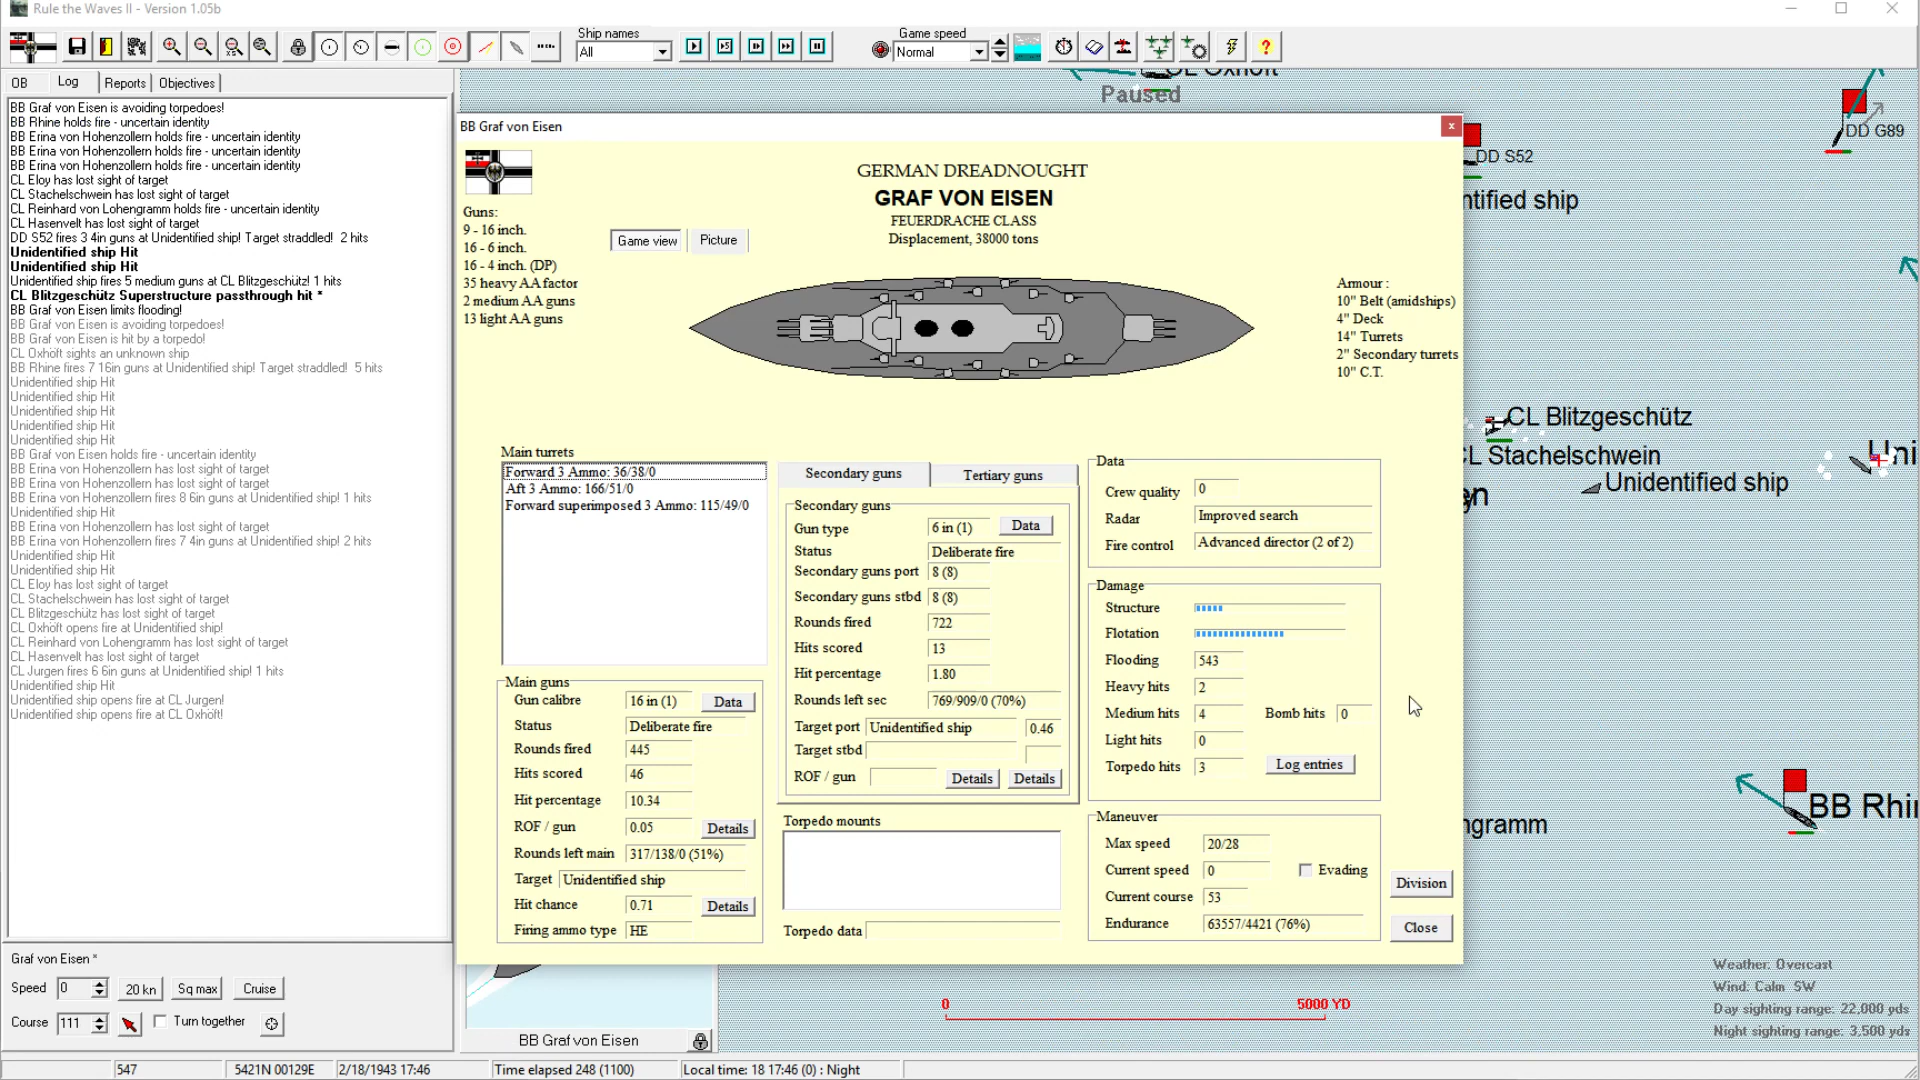 Rule the Waves II - Version 1.05b
Ship names
All
Game speed
Normal
OB
Log
Reports
Objectives
BB Graf von Eisen is avoiding torpedoes!
BB Rhine holds fire - uncertain identity
BB Erina von Hohenzollern holds fire - uncertain identity
BB Erina von Hohenzollern holds fire - uncertain identity
BB Erina von Hohenzollern holds fire - uncertain identity
CL Eloy has lost sight of target
CL Stachelschwein has lost sight of target
CL Reinhard von Lohengramm holds fire - uncertain identity
CL Hasenvelt has lost sight of target
DD S52 fires 3 4in guns at Unidentified ship! Target straddled!  2 hits
Unidentified ship Hit
Unidentified ship Hit
Unidentified ship fires 5 medium guns at CL Blitzgeschütz! 1 hits
CL Blitzgeschütz Superstructure passthrough hit *
BB Graf von Eisen limits flooding!
BB Graf von Eisen is avoiding torpedoes!
BB Graf von Eisen is hit by a torpedo!
CL Oxhöft sights an unknown ship
BB Rhine fires 7 16in guns at Unidentified ship! Target straddled!  5 hits
Unidentified ship Hit
Unidentified ship Hit
Unidentified ship Hit
Unidentified ship Hit
Unidentified ship Hit
BB Graf von Eisen holds fire - uncertain identity
BB Erina von Hohenzollern has lost sight of target
BB Erina von Hohenzollern has lost sight of target
BB Erina von Hohenzollern fires 8 6in guns at Unidentified ship! 1 hits
Unidentified ship Hit
BB Erina von Hohenzollern has lost sight of target
BB Erina von Hohenzollern fires 7 4in guns at Unidentified ship! 2 hits
Unidentified ship Hit
Unidentified ship Hit
CL Eloy has lost sight of target
CL Stachelschwein has lost sight of target
CL Blitzgeschütz has lost sight of target
CL Oxhöft opens fire at Unidentified ship!
CL Reinhard von Lohengramm has lost sight of target
CL Hasenvelt has lost sight of target
CL Jurgen fires 6 6in guns at Unidentified ship! 1 hits
Unidentified ship Hit
Unidentified ship opens fire at CL Jurgen!
Unidentified ship opens fire at CL Oxhöft!
Graf von Eisen *
Speed 0 20 kn Sq max Cruise
Course 111 Turn together
CL Oxhöft
Paused
DD G89
DD S52
ntified ship
CL Blitzgeschütz
CL Stachelschwein
Uni
Unidentified ship
en
BB Rhi
ngramm
Weather: Overcast
Wind: Calm  SW
Day sighting range: 22,000 yds
Night sighting range: 3,500 yds
0 5000 YD
BB Graf von Eisen
BB Graf von Eisen
x
GERMAN DREADNOUGHT
GRAF VON EISEN
FEUERDRACHE CLASS
Displacement, 38000 tons
Guns:
9 - 16 inch.
16 - 6 inch.
16 - 4 inch. (DP)
35 heavy AA factor
2 medium AA guns
13 light AA guns
Game view
Picture
Armour :
10" Belt (amidships)
4" Deck
14" Turrets
2" Secondary turrets
10" C.T.
Main turrets
Forward 3 Ammo: 36/38/0
Aft 3 Ammo: 166/51/0
Forward superimposed 3 Ammo: 115/49/0
Main guns
Gun calibre 16 in (1) Data
Status Deliberate fire
Rounds fired 445
Hits scored 46
Hit percentage 10.34
ROF / gun 0.05 Details
Rounds left main 317/138/0 (51%)
Target Unidentified ship
Hit chance 0.71 Details
Firing ammo type HE
Secondary guns
Tertiary guns
Secondary guns
Gun type 6 in (1) Data
Status Deliberate fire
Secondary guns port 8 (8)
Secondary guns stbd 8 (8)
Rounds fired 722
Hits scored 13
Hit percentage 1.80
Rounds left sec 769/909/0 (70%)
Target port Unidentified ship 0.46
Target stbd
ROF / gun Details Details
Torpedo mounts
Torpedo data
Data
Crew quality 0
Radar Improved search
Fire control Advanced director (2 of 2)
Damage
Structure
Flotation
Flooding 543
Heavy hits 2
Medium hits 4 Bomb hits 0
Light hits 0
Torpedo hits 3 Log entries
Maneuver
Max speed 20/28
Current speed 0 Evading
Current course 53
Endurance 63557/4421 (76%)
Division
Close
547
5421N 00129E
2/18/1943 17:46
Time elapsed 248 (1100)
Local time: 18 17:46 (0) : Night